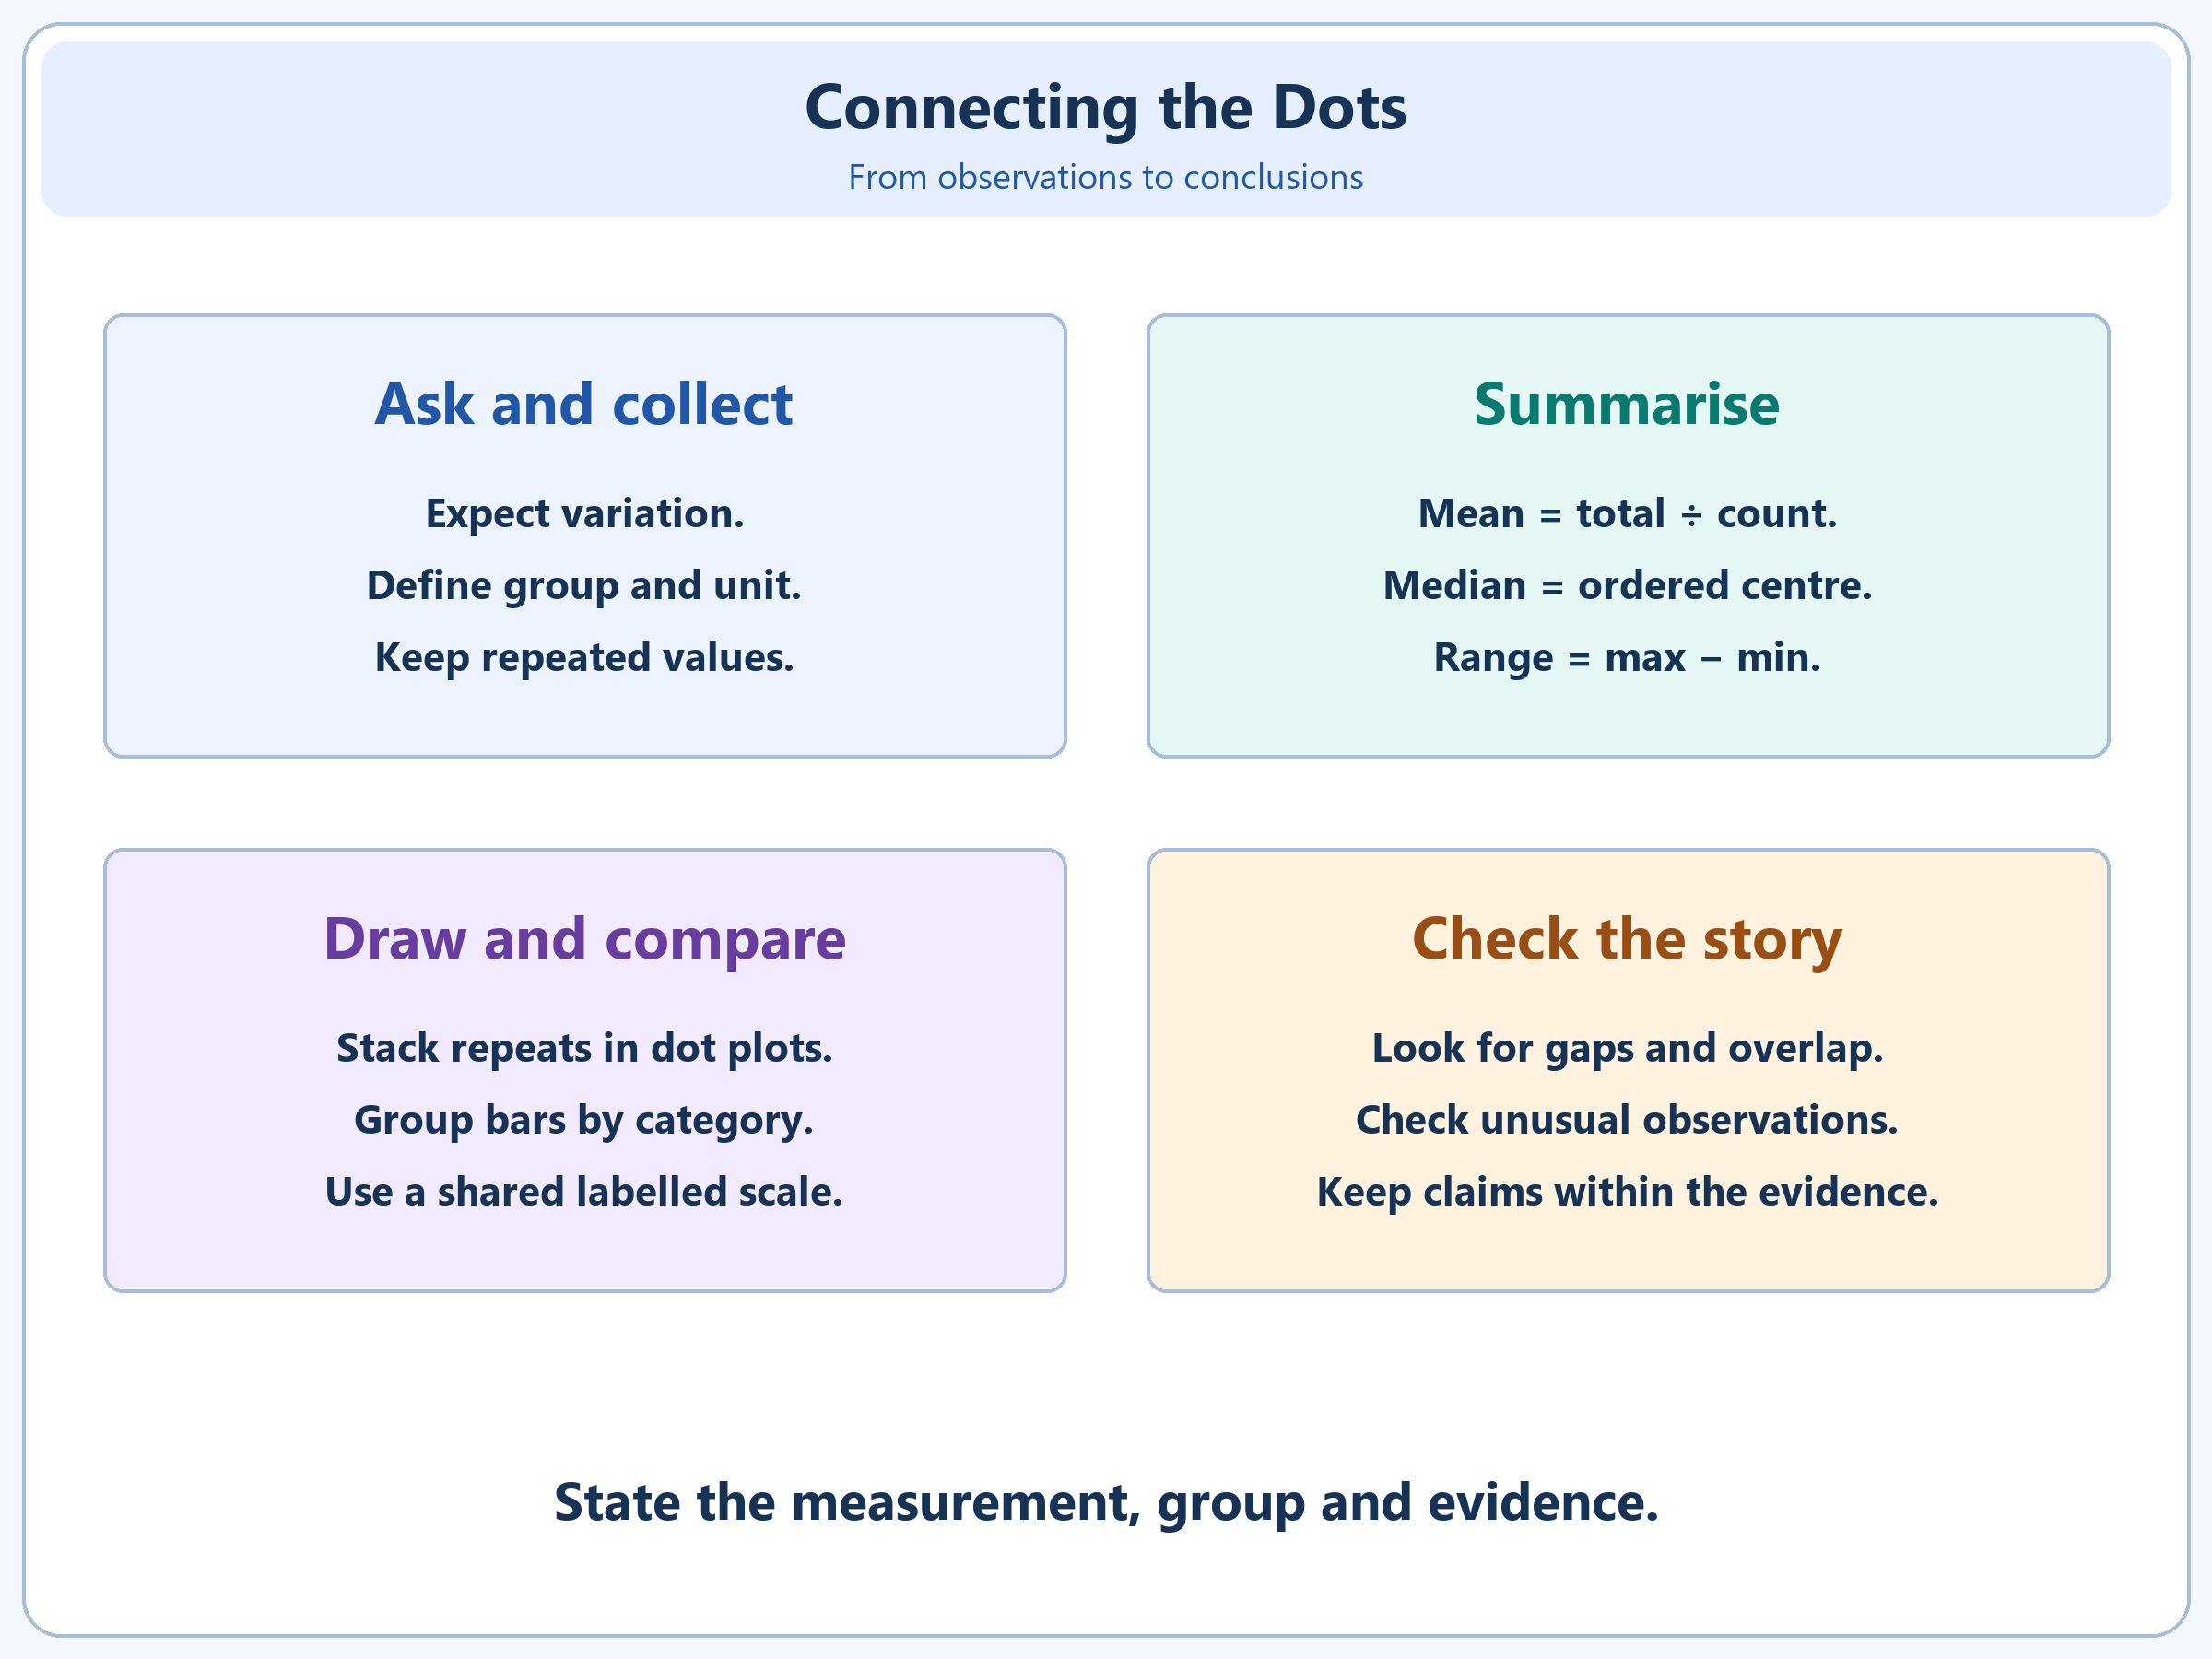 Connecting the Dots
From observations to conclusions
Ask and collect
Expect variation.
Define group and unit.
Keep repeated values.
Summarise
Mean = total ÷ count.
Median = ordered centre.
Range = max − min.
Draw and compare
Stack repeats in dot plots.
Group bars by category.
Use a shared labelled scale.
Check the story
Look for gaps and overlap.
Check unusual observations.
Keep claims within the evidence.
State the measurement, group and evidence.